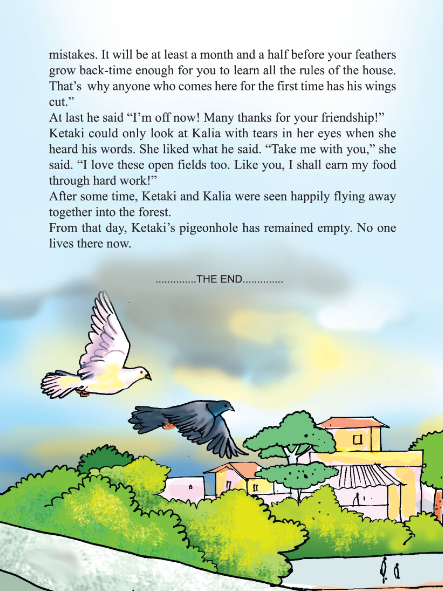 mistakes. It will be at least a month and a half before your feathers
grow back-time enough for you to learn all the rules of the house.
That's why anyone who comes here for the first time has his wings
cut."
At last he said "I'm off now! Many thanks for your friendship!"
Ketaki could only look at Kalia with tears in her eyes when she
heard his words. She liked what he said. "Take me with you," she
said. "I love these open fields too. Like you, I shall earn my food
through hard work!"
After some time, Ketaki and Kalia were seen happily flying away
together into the forest.
From that day, Ketaki's pigeonhole has remained empty. No one
lives there now.
..............THE END..............